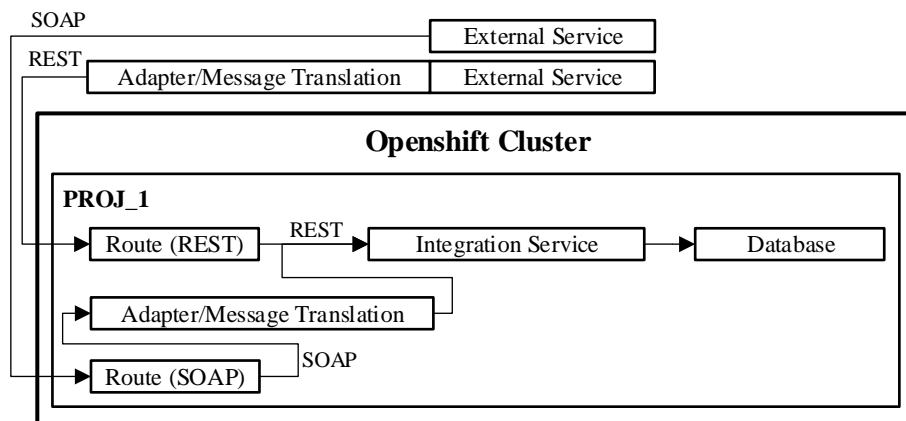 SOAP
External Service
REST
Adapter/Message Translation
External Service
Openshift Cluster
PROJ_1
REST
Route (REST)
Integration Service
Database
Adapter/Message Translation
SOAP
Route (SOAP)